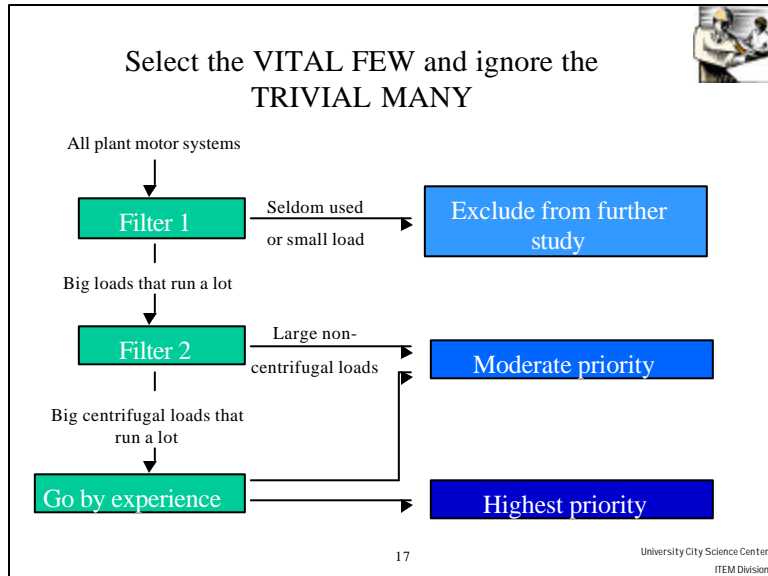 Select the VITAL FEW and ignore the
TRIVIAL MANY
All plant motor systems
Filter 1
Seldom used
or small load
Exclude from further
study
Big loads that run a lot
Filter 2
Large non-
centrifugal loads
Moderate priority
Big centrifugal loads that
run a lot
Go by experience
Highest priority
17
University City Science Center
ITEM Division